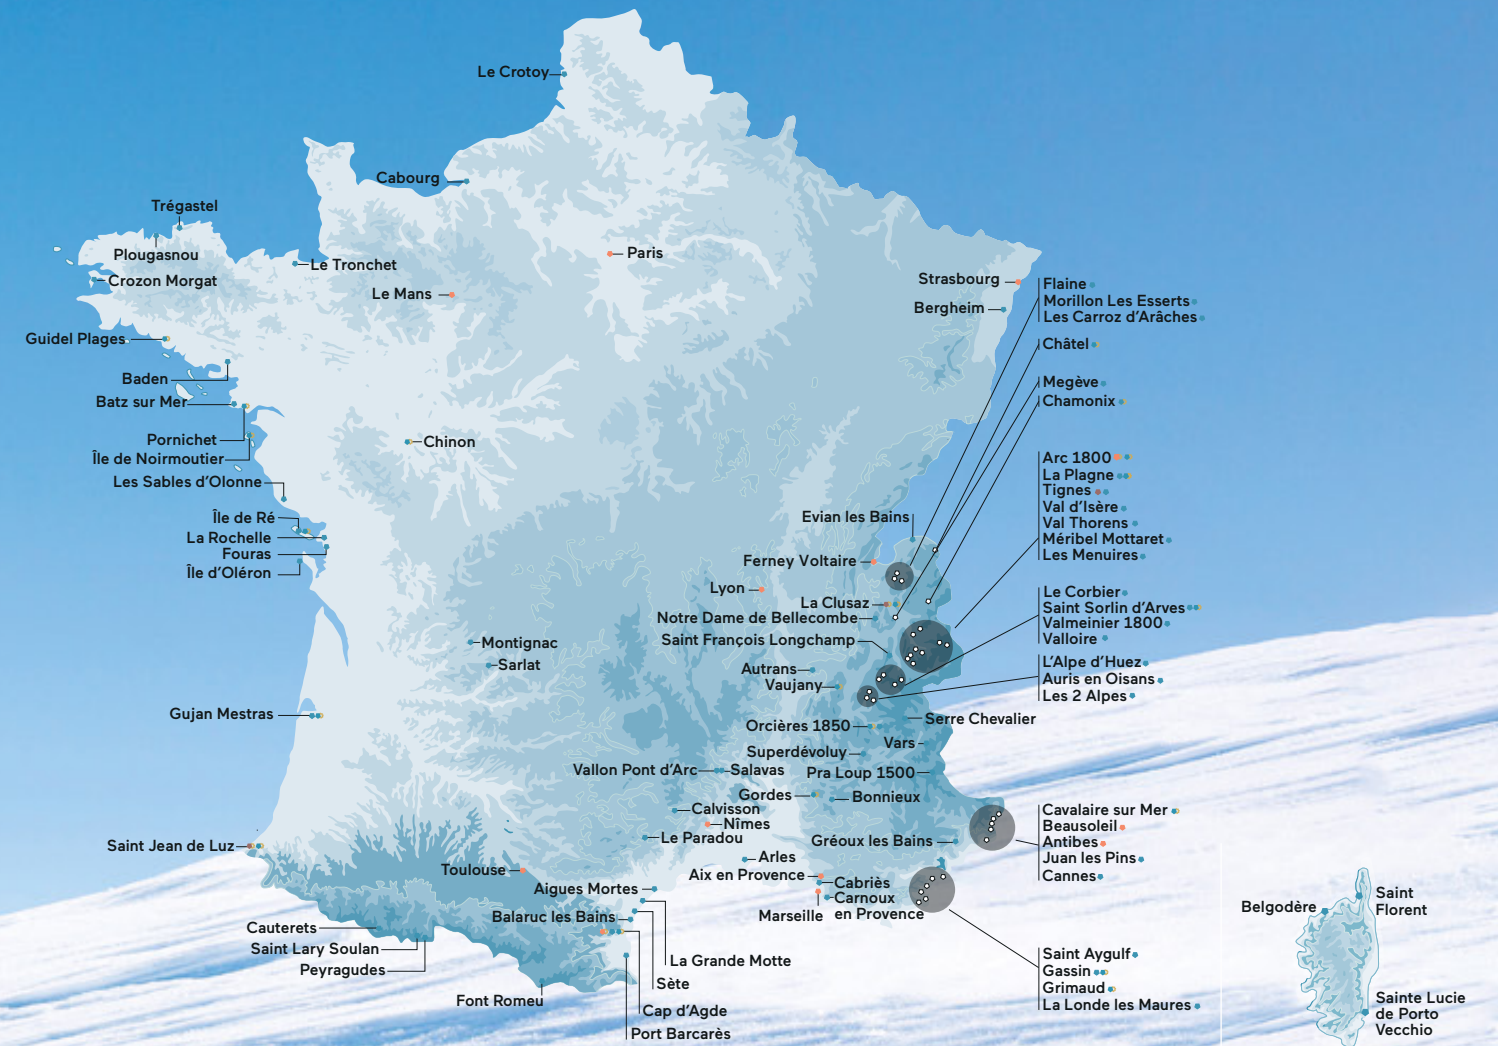 Le Crotoy
Cabourg
Trégastel
Plougasnou
Crozon Morgat
Le Tronchet
Le Mans
Paris
Strasbourg
Bergheim
Guidel Plages
Baden
Batz sur Mer
Pornichet
Île de Noirmoutier
Chinon
Les Sables d'Olonne
Île de Ré
La Rochelle
Fouras
Île d'Oléron
Flaine
Morillon Les Esserts
Les Carroz d'Arâches
Châtel
Megève
Chamonix
Arc 1800
La Plagne
Tignes
Val d'Isère
Val Thorens
Méribel Mottaret
Les Menuires
Evian les Bains
Ferney Voltaire
Lyon
La Clusaz
Notre Dame de Bellecombe
Saint François Longchamp
Le Corbier
Saint Sorlin d'Arves
Valmeinier 1800
Valloire
Montignac
Sarlat
Autrans
Vaujany
L'Alpe d'Huez
Auris en Oisans
Les 2 Alpes
Gujan Mestras
Orcières 1850
Serre Chevalier
Superdévoluy
Vars
Vallon Pont d'Arc
Salavas
Pra Loup 1500
Gordes
Bonnieux
Calvisson
Nîmes
Le Paradou
Gréoux les Bains
Cavalaire sur Mer
Beausoleil
Antibes
Juan les Pins
Cannes
Saint Jean de Luz
Toulouse
Arles
Aix en Provence
Aigues Mortes
Cabriès
Carnoux
en Provence
Marseille
Balaruc les Bains
Cauterets
Saint Lary Soulan
Peyragudes
Font Romeu
La Grande Motte
Sète
Cap d'Agde
Port Barcarès
Saint Aygulf
Gassin
Grimaud
La Londe les Maures
Belgodère
Saint
Florent
Sainte Lucie
de Porto
Vecchio